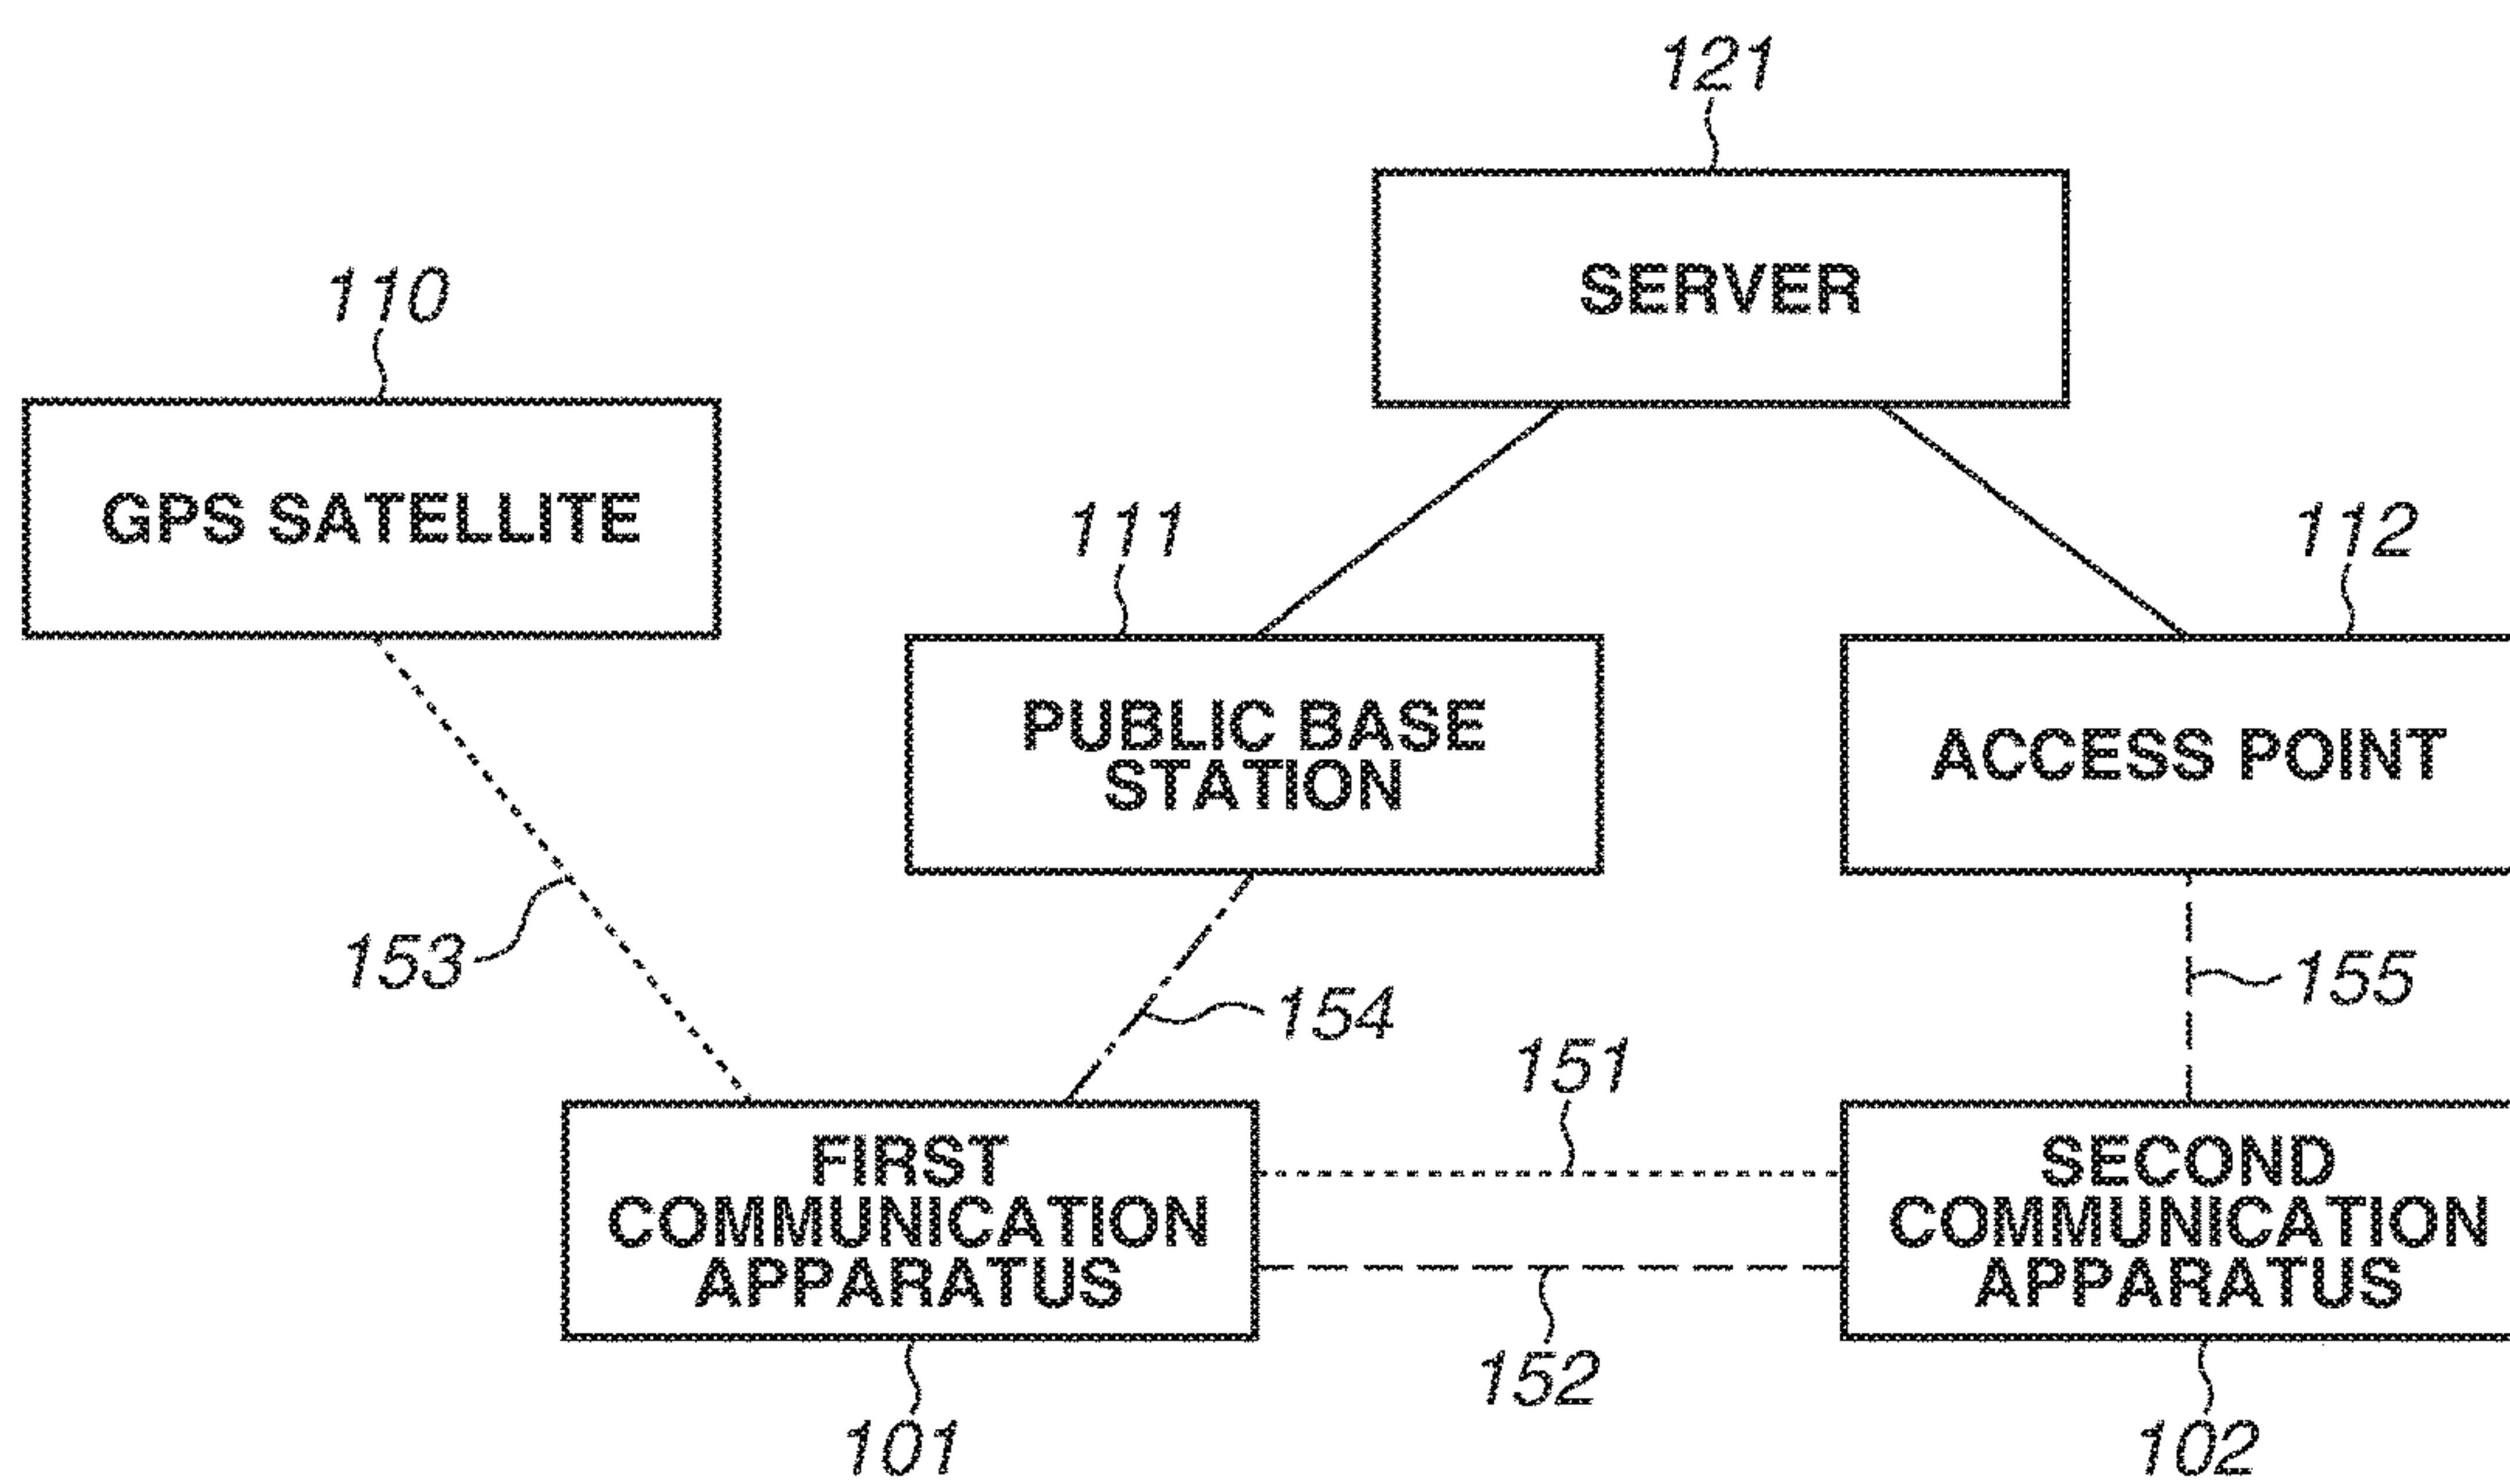 121
SERVER
110
GPS SATELLITE
111
112
PUBLIC BASE
STATION
ACCESS POINT
153
154
155
151
FIRST
COMMUNICATION
APPARATUS
SECOND
COMMUNICATION
APPARATUS
152
101
102